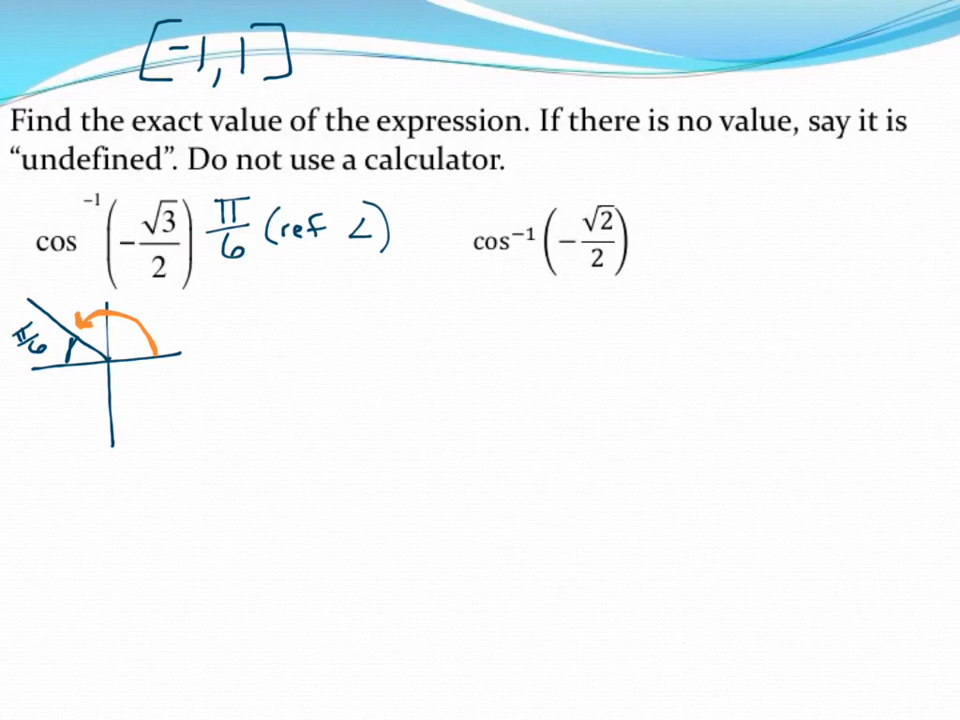 [-1, 1]
Find the exact value of the expression. If there is no value, say it is
“undefined”. Do not use a calculator.
cos⁻¹(-√3/2) π/6 (ref ∠)
cos⁻¹(−√2/2)
π/6